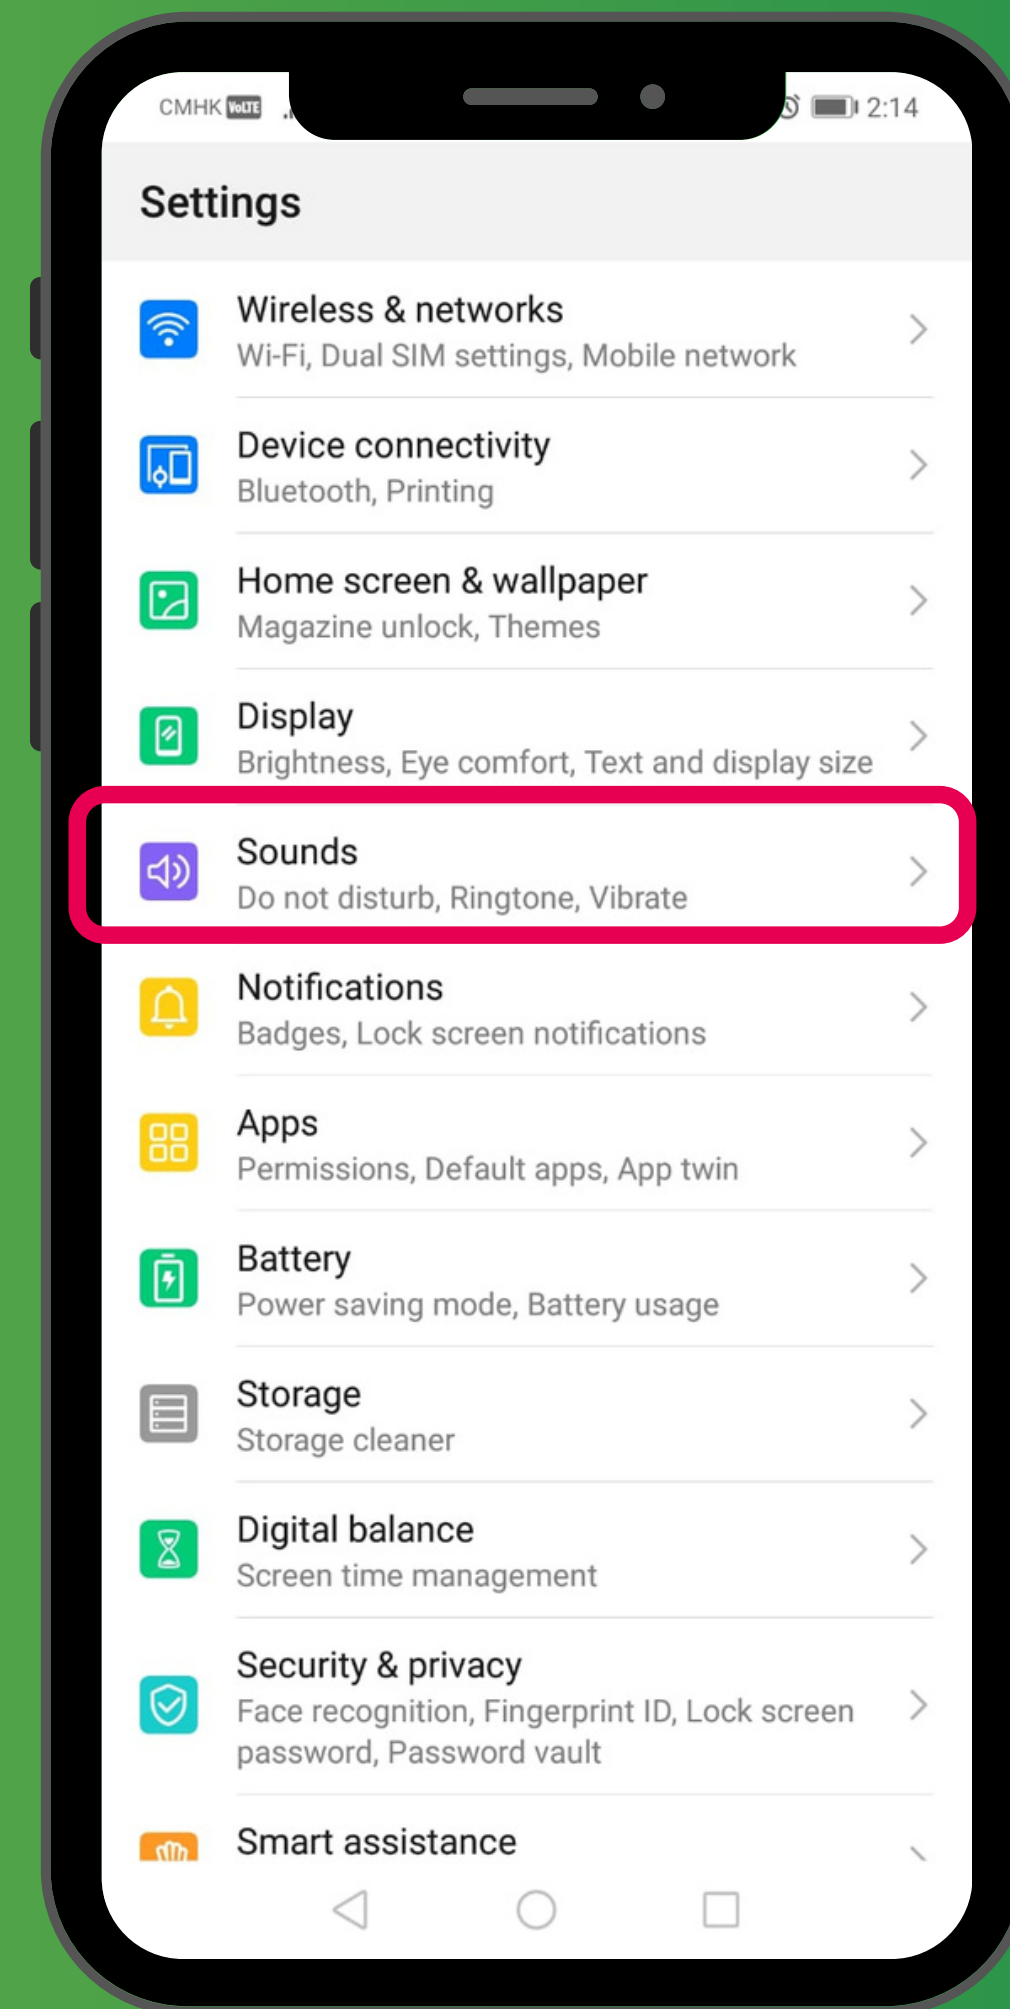 CMHK VoLTE 2:14
Settings
Wireless & networks
Wi-Fi, Dual SIM settings, Mobile network
Device connectivity
Bluetooth, Printing
Home screen & wallpaper
Magazine unlock, Themes
Display
Brightness, Eye comfort, Text and display size
Sounds
Do not disturb, Ringtone, Vibrate
Notifications
Badges, Lock screen notifications
Apps
Permissions, Default apps, App twin
Battery
Power saving mode, Battery usage
Storage
Storage cleaner
Digital balance
Screen time management
Security & privacy
Face recognition, Fingerprint ID, Lock screen
password, Password vault
Smart assistance